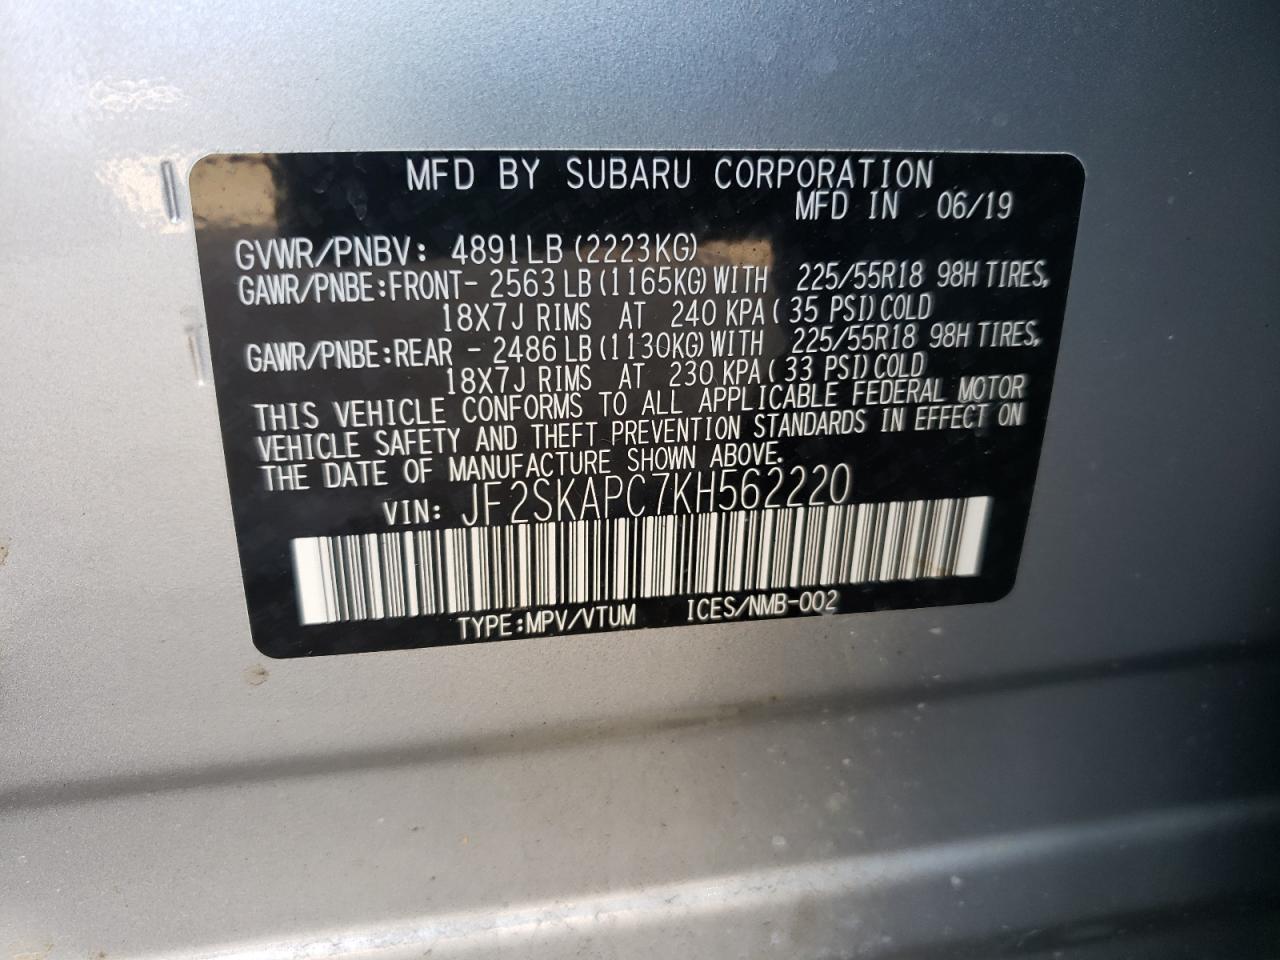 MFD BY SUBARU CORPORATION
MFD IN 06/19
GVWR/PNBV: 4891LB (2223KG)
GAWR/PNBE:FRONT- 2563 LB (1165KG) WITH 225/55R18 98H TIRES,
18X7J RIMS AT 240 KPA ( 35 PSI) COLD
GAWR/PNBE:REAR - 2486 LB (1130KG) WITH 225/55R18 98H TIRES,
18X7J RIMS AT 230 KPA ( 33 PSI) COLD
THIS VEHICLE CONFORMS TO ALL APPLICABLE FEDERAL MOTOR
VEHICLE SAFETY AND THEFT PREVENTION STANDARDS IN EFFECT ON
THE DATE OF MANUFACTURE SHOWN ABOVE.
VIN: JF2SKAPC7KH562220
TYPE:MPV/VTUM ICES/NMB-002